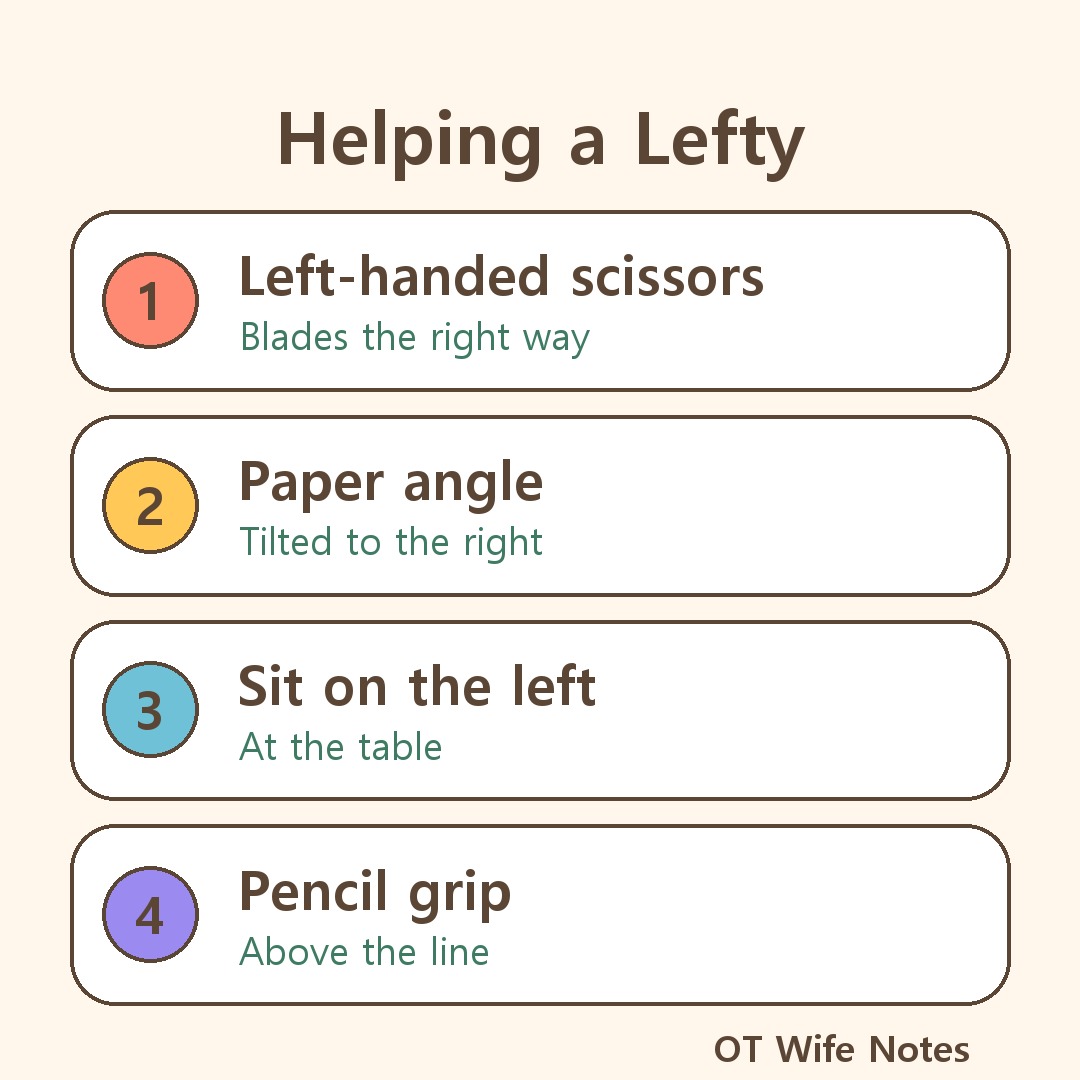 Helping a Lefty
1
Left-handed scissors
Blades the right way
2
Paper angle
Tilted to the right
3
Sit on the left
At the table
4
Pencil grip
Above the line
OT Wife Notes